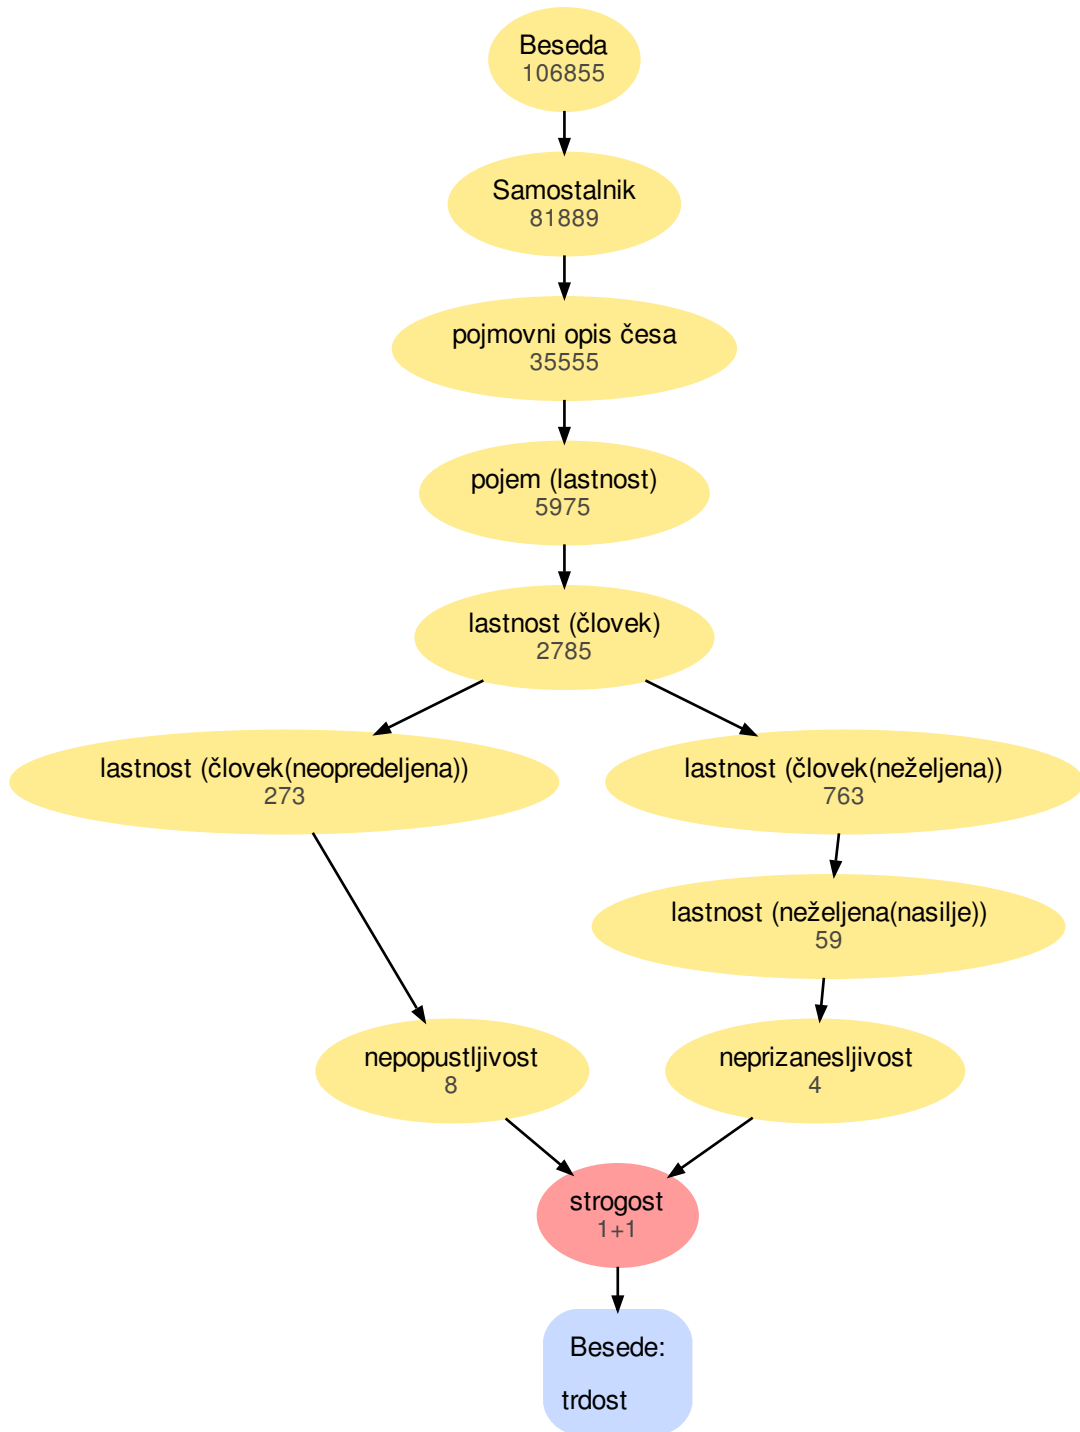 Beseda
106855
Samostalnik
81889
pojmovni opis česa
35555
pojem (lastnost)
5975
lastnost (človek)
2785
lastnost (človek(neopredeljena))
273
lastnost (človek(neželjena))
763
lastnost (neželjena(nasilje))
59
nepopustljivost
8
neprizanesljivost
4
strogost
1+1
Besede:
trdost